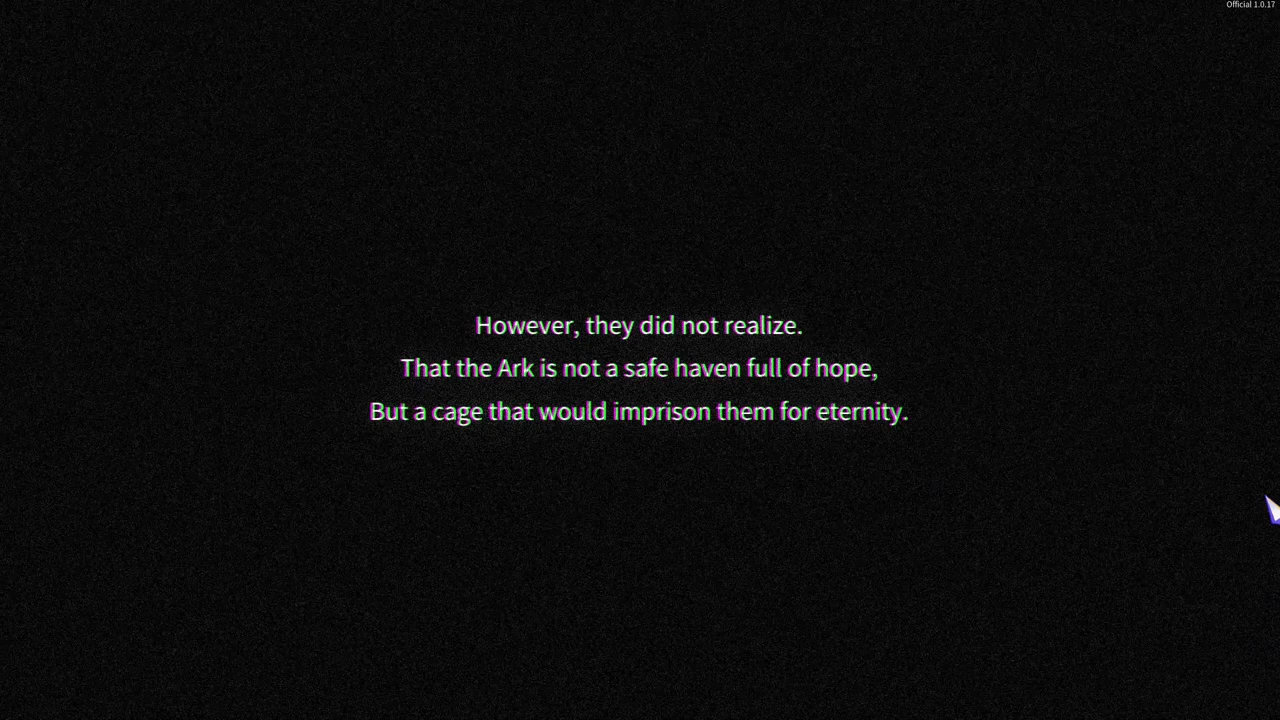 Official 1.0.17
However, they did not realize.
That the Ark is not a safe haven full of hope,
But a cage that would imprison them for eternity.